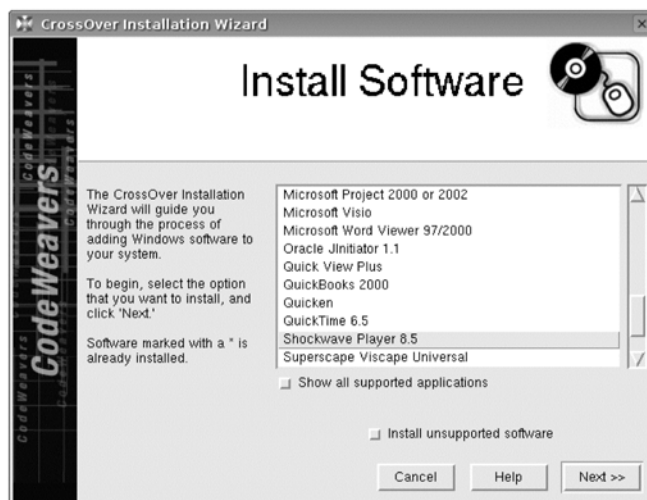 CrossOver Installation Wizard
Install Software
CodeWeavers
CodeWeavers
CodeWeavers
CodeWeavers
CodeWeavers
The CrossOver Installation
Wizard will guide you
through the process of
adding Windows software to
your system.
To begin, select the option
that you want to install, and
click 'Next.'
Software marked with a * is
already installed.
Microsoft Project 2000 or 2002
Microsoft Visio
Microsoft Word Viewer 97/2000
Oracle JInitiator 1.1
Quick View Plus
QuickBooks 2000
Quicken
QuickTime 6.5
Shockwave Player 8.5
Superscape Viscape Universal
Show all supported applications
Install unsupported software
Cancel
Help
Next >>